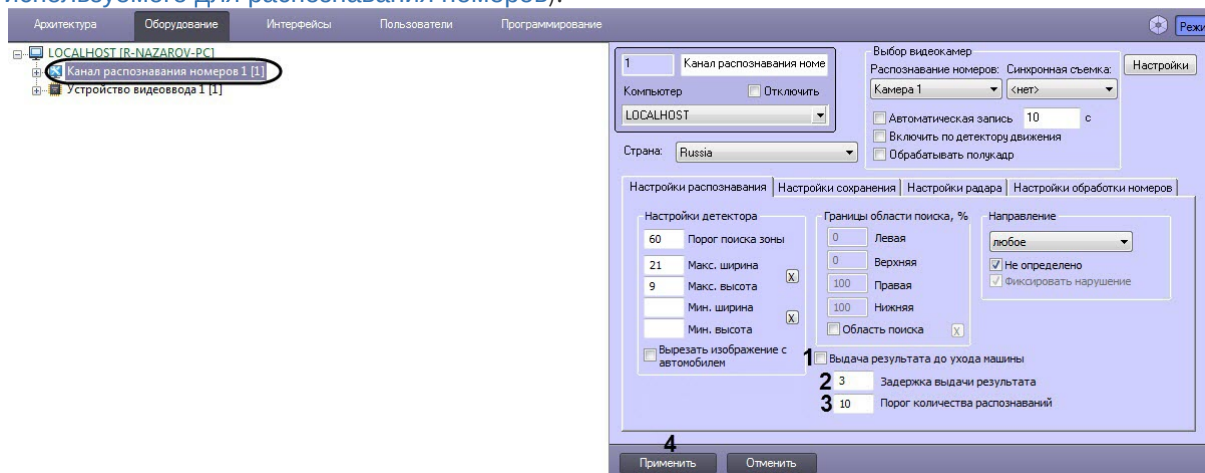 используемого для распознавания номеров).
Архитектура Оборудование Интерфейсы Пользователи Программирование Режи
LOCALHOST [R-NAZAROV-PC]
Канал распознавания номеров 1 [1]
Устройство видеоввода 1 [1]
1 Канал распознавания номе
Компьютер Отключить
LOCALHOST
Страна: Russia
Выбор видеокамер
Распознавание номеров: Синхронная съемка:
Камера 1 <нет>
Автоматическая запись 10 с
Включить по детектору движения
Обрабатывать полукадр
Настройки
Настройки распознавания Настройки сохранения Настройки радара Настройки обработки номеров
Настройки детектора
60 Порог поиска зоны
21 Макс. ширина
9 Макс. высота
X
Мин. ширина
Мин. высота
X
Вырезать изображение с
автомобилем
Границы области поиска, %
0 Левая
0 Верхняя
100 Правая
100 Нижняя
Область поиска X
Направление
любое
Не определено
Фиксировать нарушение
1 Выдача результата до ухода машины
2 3 Задержка выдачи результата
3 10 Порог количества распознаваний
4
Применить Отменить